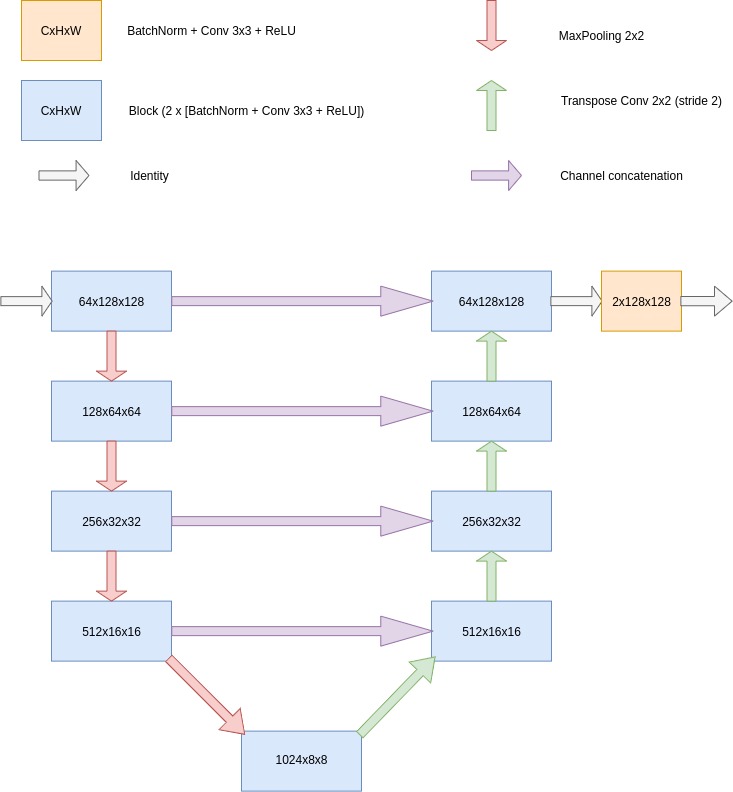 CxHxW
BatchNorm + Conv 3x3 + ReLU
MaxPooling 2x2
CxHxW
Block (2 x [BatchNorm + Conv 3x3 + ReLU])
Transpose Conv 2x2 (stride 2)
Identity
Channel concatenation
64x128x128
64x128x128
2x128x128
128x64x64
128x64x64
256x32x32
256x32x32
512x16x16
512x16x16
1024x8x8